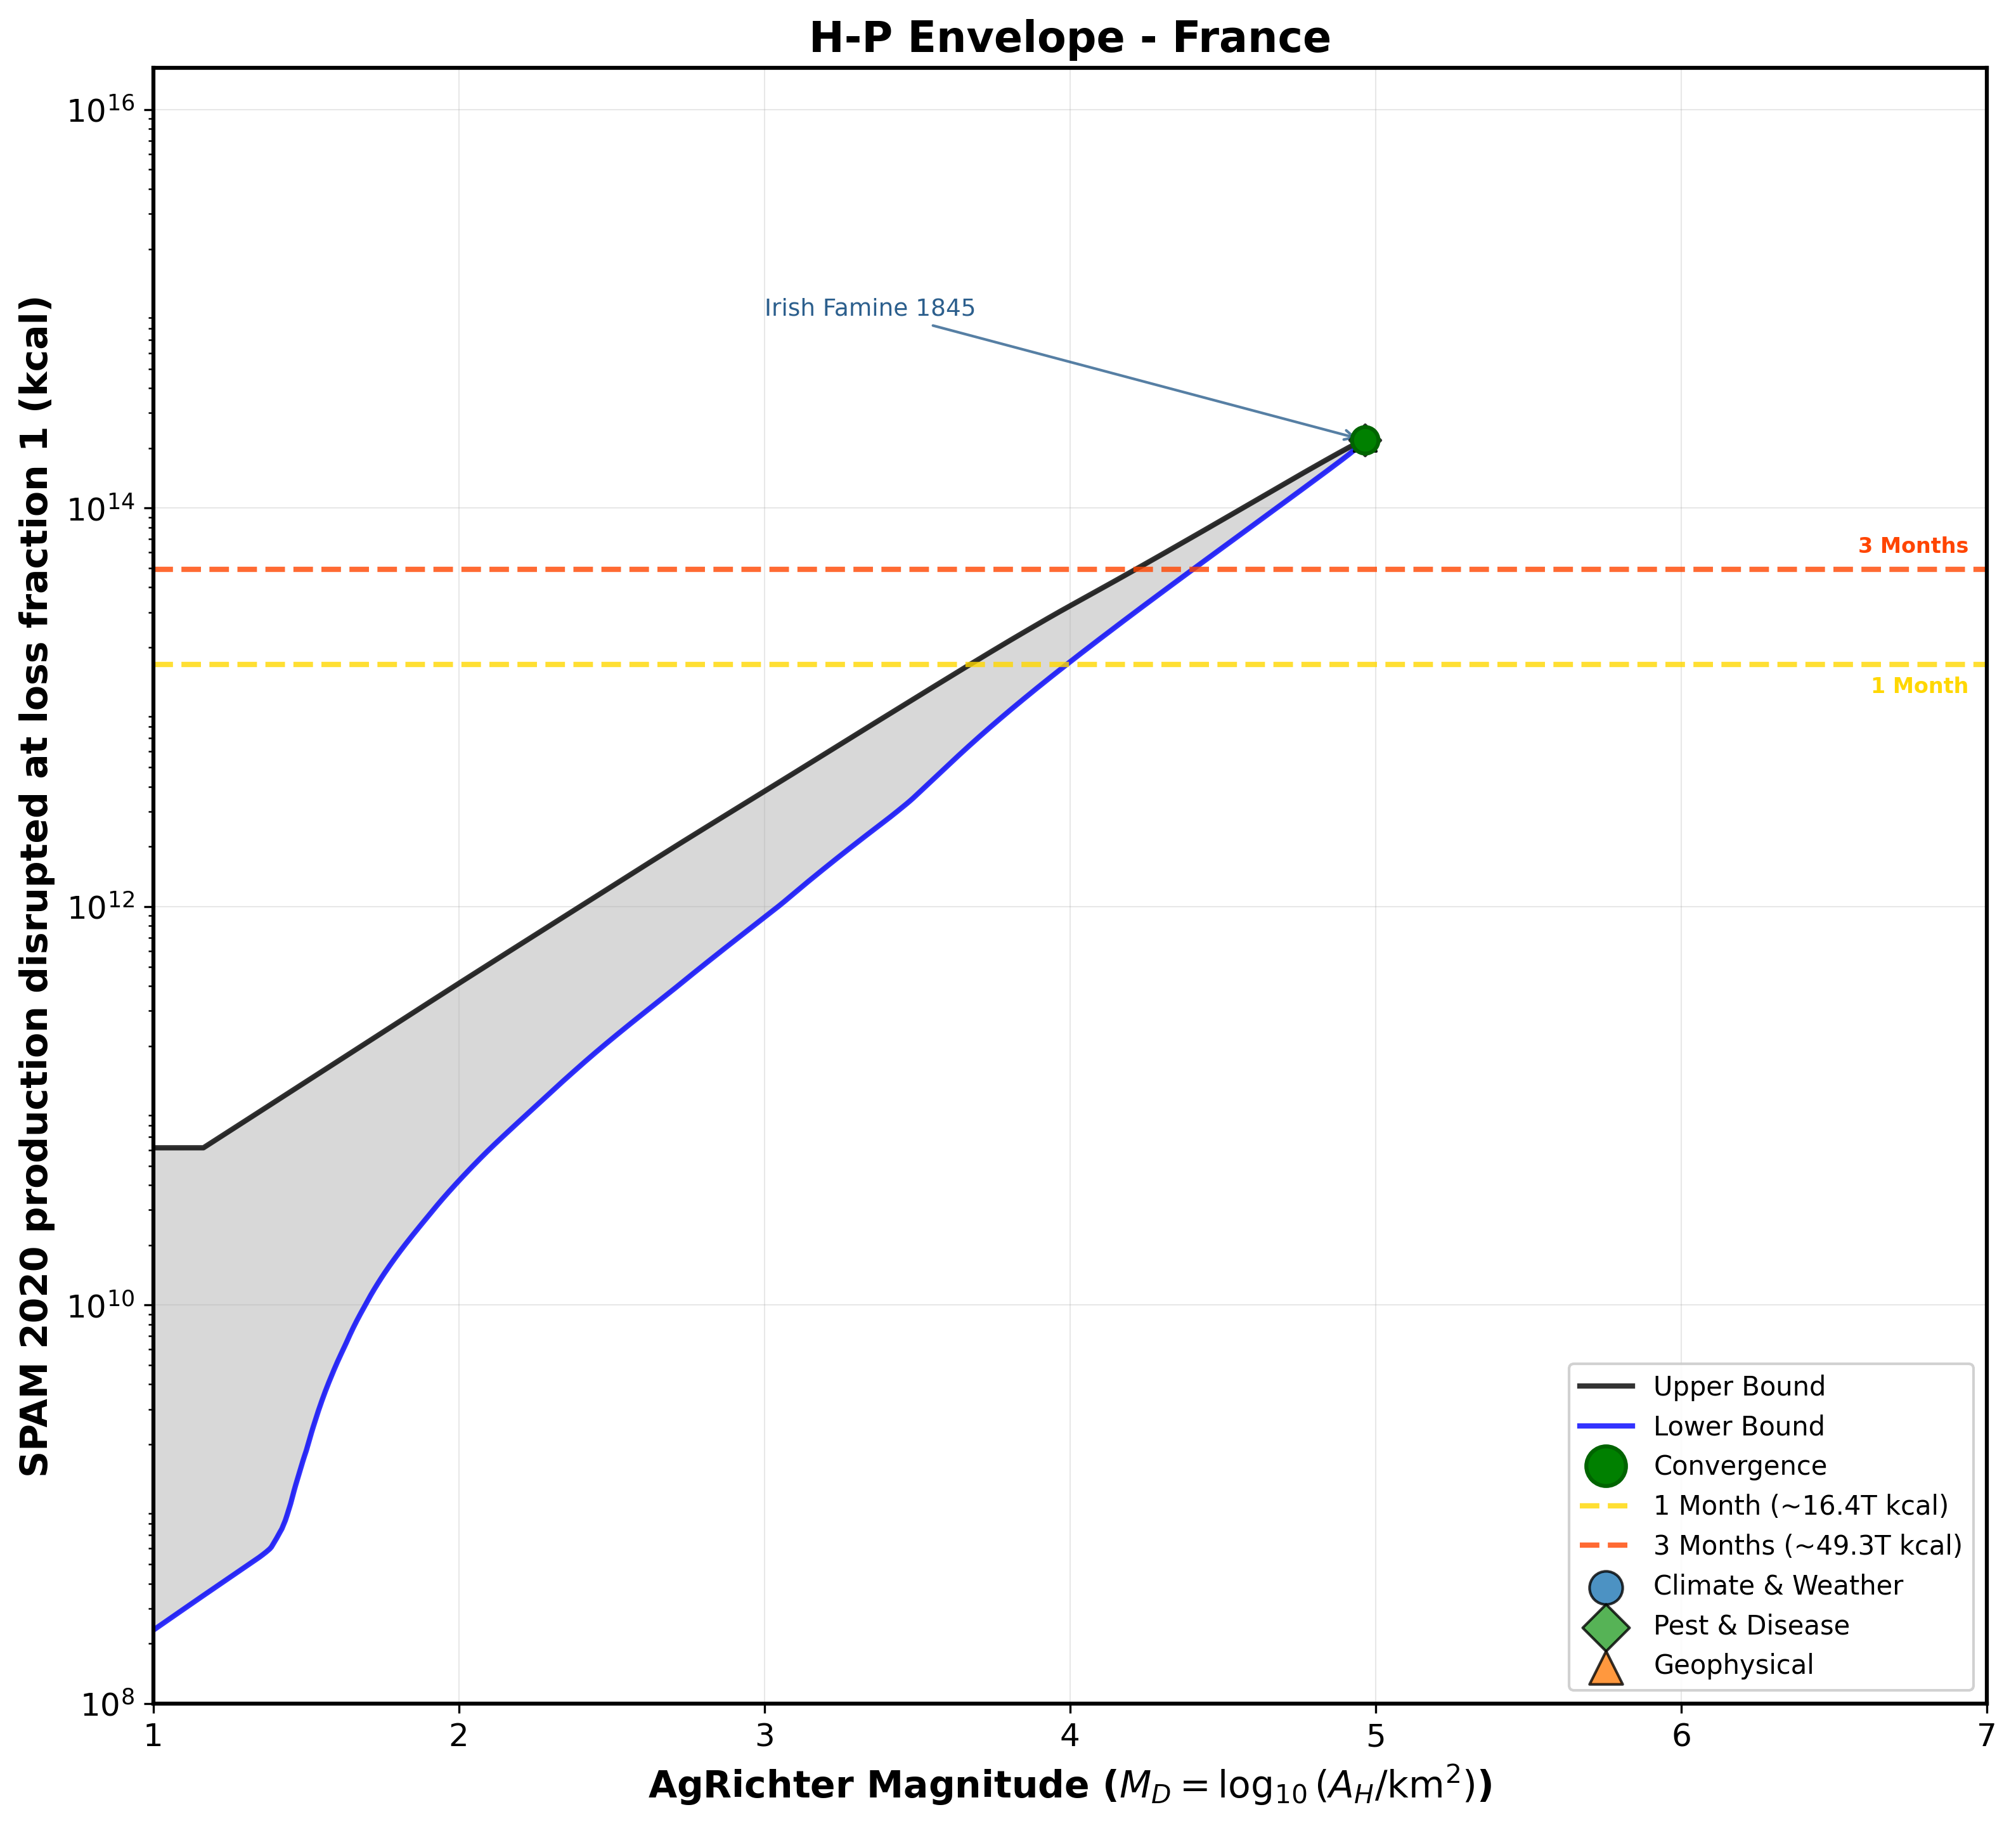 H-P Envelope - France
SPAM 2020 production disrupted at loss fraction 1 (kcal)
10^16
10^14
10^12
10^10
10^8
Irish Famine 1845
3 Months
1 Month
Upper Bound
Lower Bound
Convergence
1 Month (~16.4T kcal)
3 Months (~49.3T kcal)
Climate & Weather
Pest & Disease
Geophysical
1 2 3 4 5 6 7
AgRichter Magnitude (M_D = log_10 (A_H/km^2))